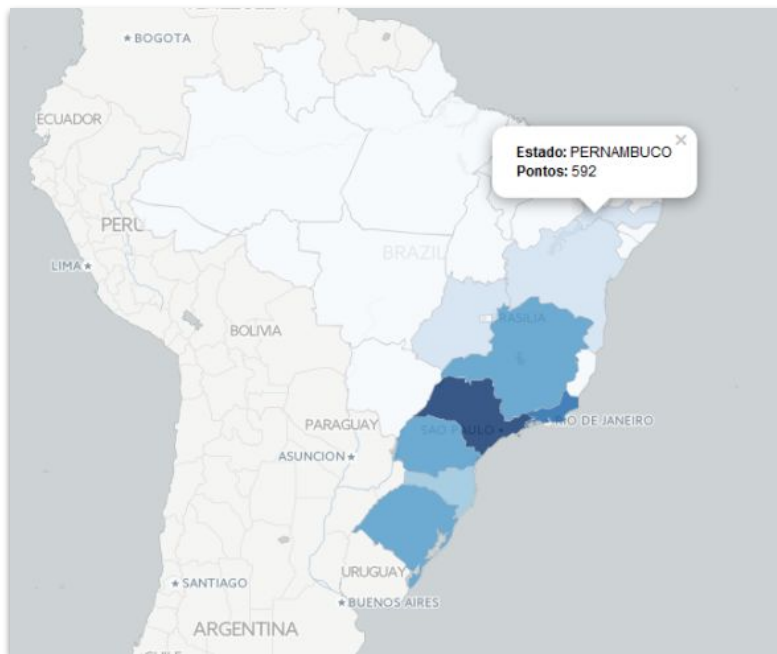 BOGOTA
ECUADOR
Estado: PERNAMBUCO ×
Pontos: 592
PERU
BRAZIL
LIMA
BRASILIA
BOLIVIA
PARAGUAY
SAO PAULO
RIO DE JANEIRO
ASUNCION
URUGUAY
SANTIAGO
BUENOS AIRES
ARGENTINA
CHILE